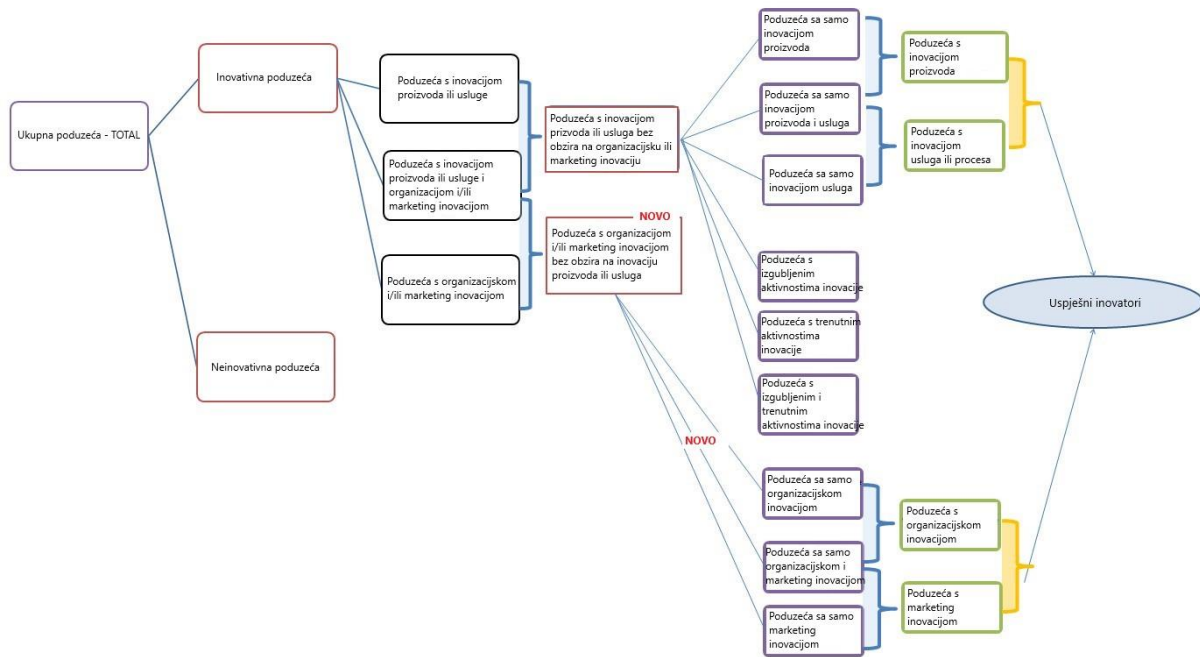 Ukupna poduzeća - TOTAL
Inovativna poduzeća
Neinovativna poduzeća
Poduzeća s inovacijom
proizvoda ili usluge
Poduzeća s inovacijom
proizvoda ili usluge i
organizacijom i/ili
marketing inovacijom
Poduzeća s organizacijskom
i/ili marketing inovacijom
Poduzeća s inovacijom
prizvoda ili usluga bez
obzira na organizacijsku ili
marketing inovaciju
NOVO
Poduzeća s organizacijom
i/ili marketing inovacijom
bez obzira na inovaciju
proizvoda ili usluga
NOVO
Poduzeća sa samo
inovacijom
proizvoda
Poduzeća sa samo
inovacijom
proizvoda i usluga
Poduzeća sa samo
inovacijom usluga
Poduzeća s
izgubljenim
aktivnostima inovacije
Poduzeća s trenutnim
aktivnostima
inovacije
Poduzeća s
izgubljenim i
trenutnim
aktivnostima inovacije
Poduzeća sa samo
organizacijskom
inovacijom
Poduzeća sa samo
organizacijskom i
marketing inovacijom
Poduzeća sa samo
marketing
inovacijom
Poduzeća s
inovacijom
proizvoda
Poduzeća s
inovacijom
usluga ili procesa
Poduzeća s
organizacijskom
inovacijom
Poduzeća s
marketing
inovacijom
Uspješni inovatori